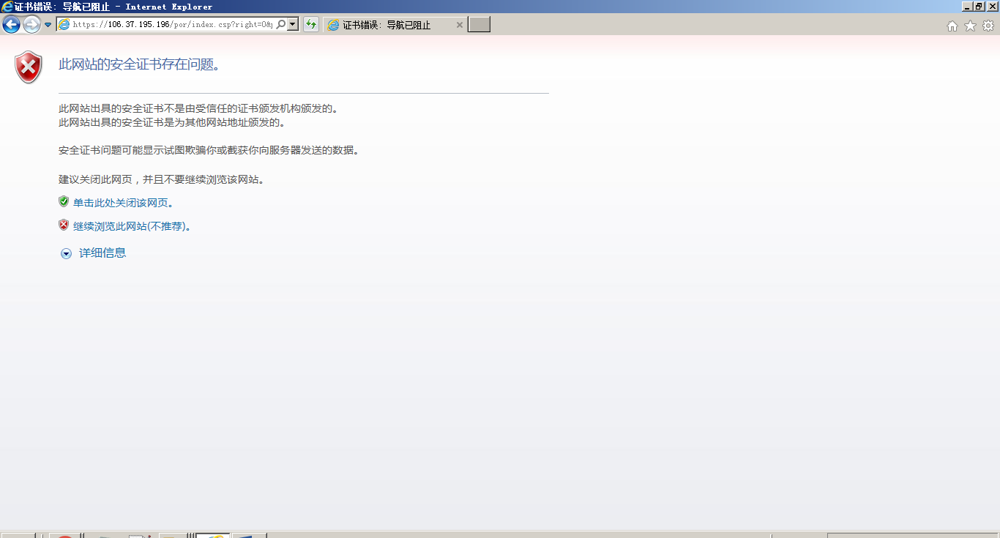 证书错误: 导航已阻止 - Internet Explorer
https://106.37.195.196/por/index.csp?right=0&
证书错误: 导航已阻止
此网站的安全证书存在问题。
此网站出具的安全证书不是由受信任的证书颁发机构颁发的。
此网站出具的安全证书是为其他网站地址颁发的。
安全证书问题可能显示试图欺骗你或截获你向服务器发送的数据。
建议关闭此网页，并且不要继续浏览该网站。
单击此处关闭该网页。
继续浏览此网站(不推荐)。
详细信息